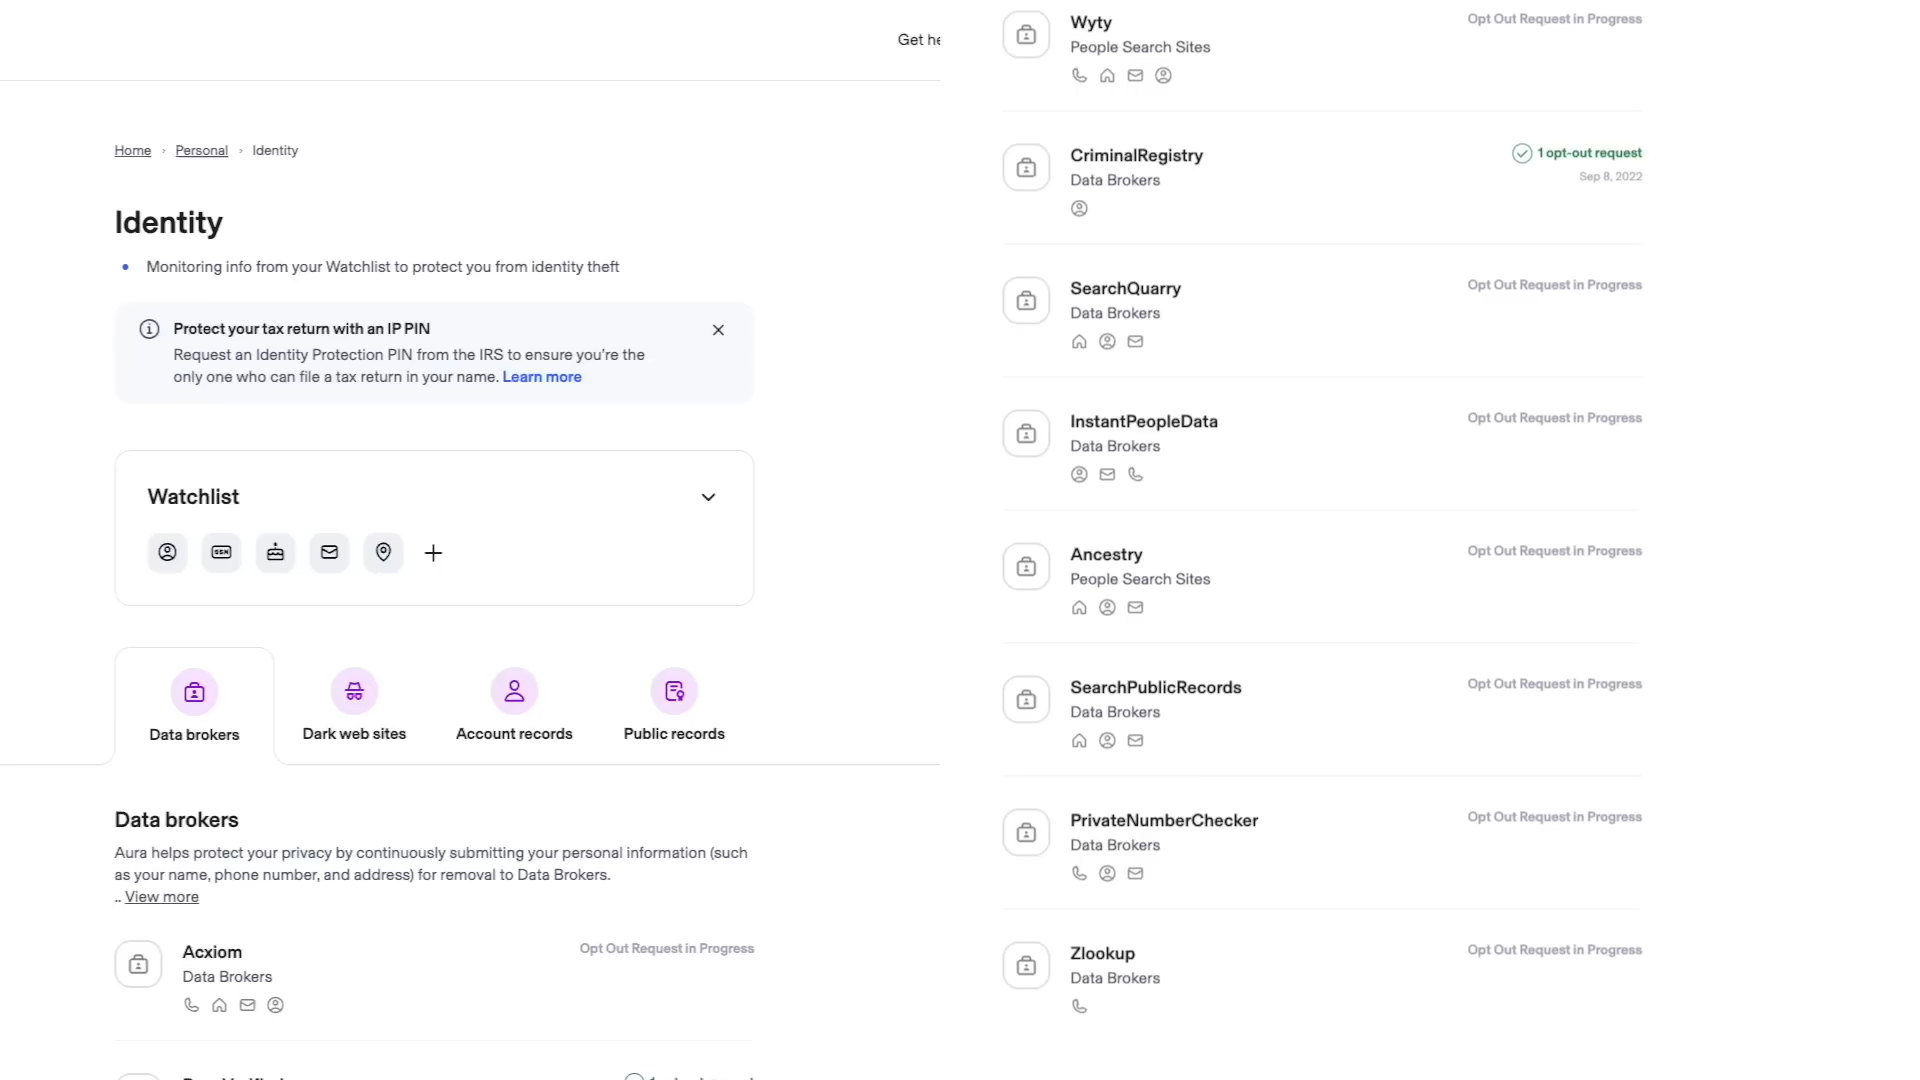 Get he
Home › Personal › Identity
Identity
• Monitoring info from your Watchlist to protect you from identity theft
Protect your tax return with an IP PIN
Request an Identity Protection PIN from the IRS to ensure you're the
only one who can file a tax return in your name. Learn more
Watchlist
SSN
Data brokers
Dark web sites
Account records
Public records
Data brokers
Aura helps protect your privacy by continuously submitting your personal information (such
as your name, phone number, and address) for removal to Data Brokers.
.. View more
Acxiom
Opt Out Request in Progress
Data Brokers
Wyty
Opt Out Request in Progress
People Search Sites
CriminalRegistry
1 opt-out request
Data Brokers
Sep 8, 2022
SearchQuarry
Opt Out Request in Progress
Data Brokers
InstantPeopleData
Opt Out Request in Progress
Data Brokers
Ancestry
Opt Out Request in Progress
People Search Sites
SearchPublicRecords
Opt Out Request in Progress
Data Brokers
PrivateNumberChecker
Opt Out Request in Progress
Data Brokers
Zlookup
Opt Out Request in Progress
Data Brokers